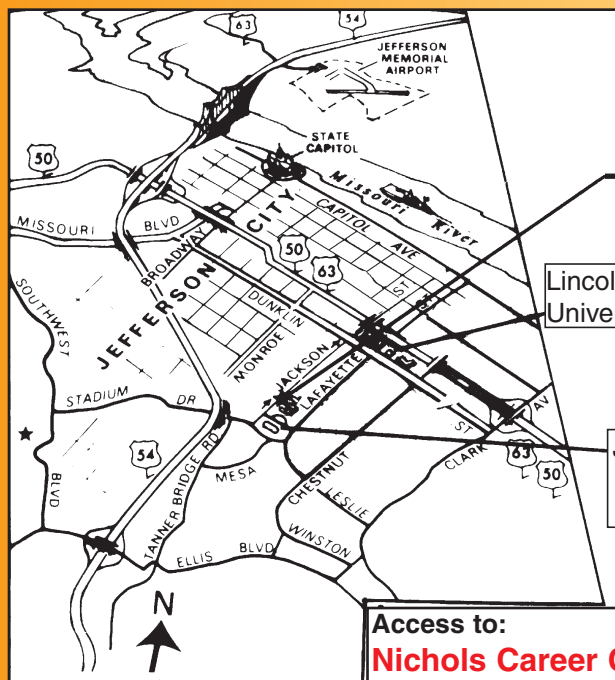 63
54
JEFFERSON
MEMORIAL
AIRPORT
STATE
CAPITOL
50
Missouri
River
MISSOURI
BLVD
CAPITOL AVE
BROADWAY
JEFFERSON CITY
50
63
ST
SOUTHWEST
BLVD
DUNKLIN
ST
MONROE
JACKSON
LAFAYETTE
STADIUM DR
CLARK AV
63
50
54
TANNER BRIDGE RD
MESA
CHESTNUT
LESLIE
WINSTON
ELLIS BLVD
N
Access to:
Nichols Career